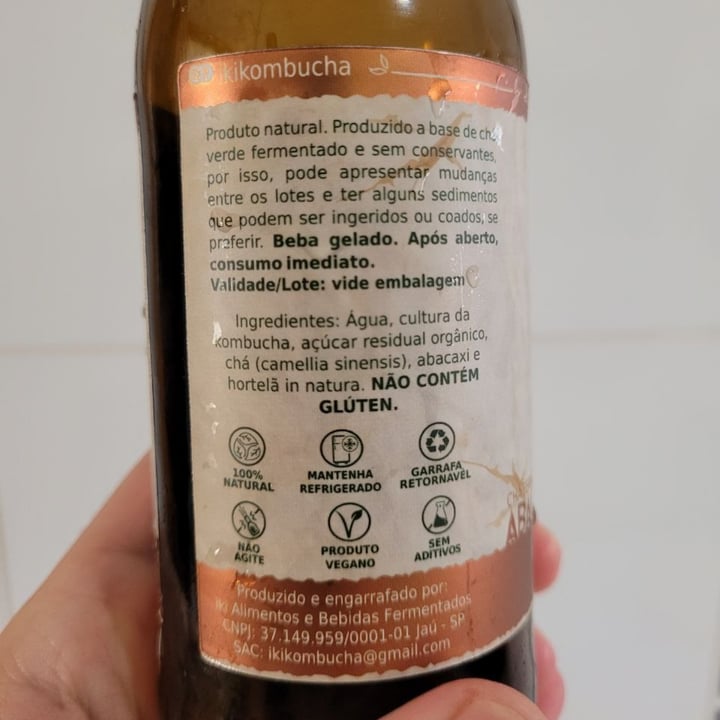 ikikombucha
Produto natural. Produzido a base de chá
verde fermentado e sem conservantes,
por isso, pode apresentar mudanças
entre os lotes e ter alguns sedimentos
que podem ser ingeridos ou coados, se
preferir. Beba gelado. Após aberto,
consumo imediato.
Validade/Lote: vide embalagem
Ingredientes: Água, cultura da
kombucha, açúcar residual orgânico,
chá (camellia sinensis), abacaxi e
hortelã in natura. NÃO CONTÉM
GLÚTEN.
100%
NATURAL
MANTENHA
REFRIGERADO
GARRAFA
RETORNAVÉL
NÃO
AGITE
PRODUTO
VEGANO
SEM
ADITIVOS
Produzido e engarrafado por:
Iki Alimentos e Bebidas Fermentados
CNPJ: 37.149.959/0001-01 Jaú - SP
SAC: ikikombucha@gmail.com